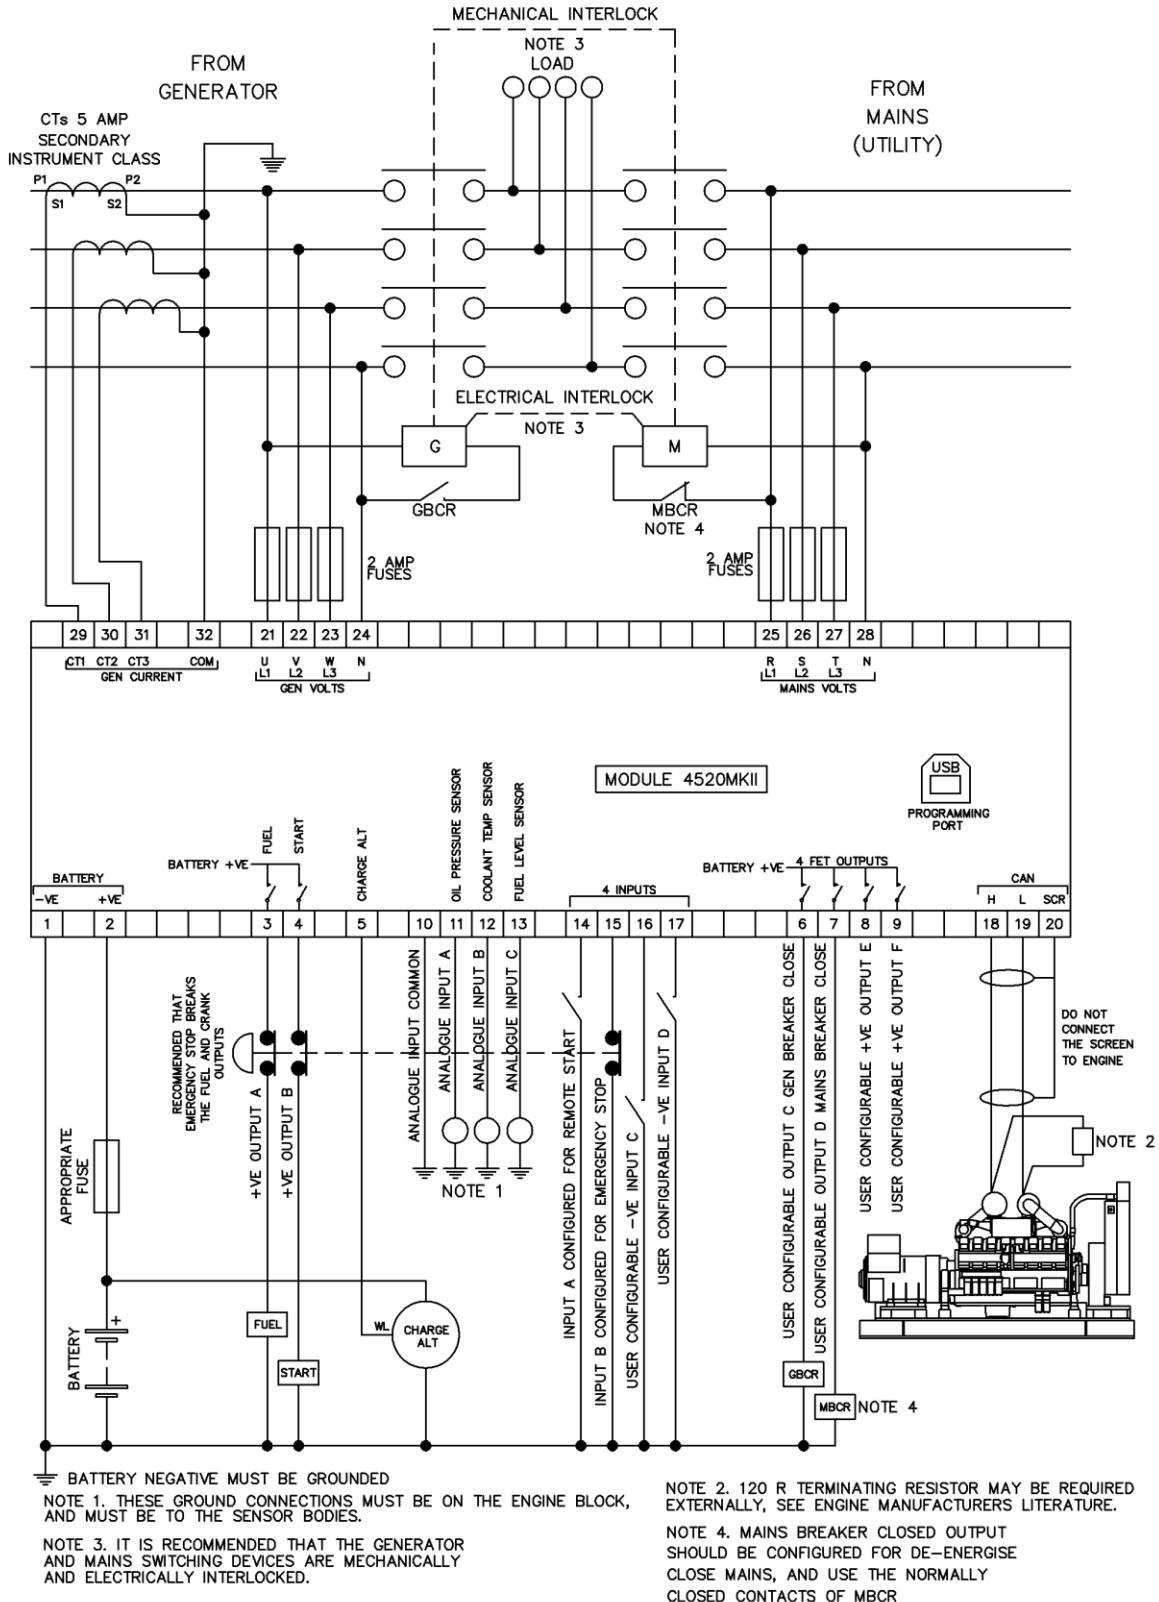 MECHANICAL INTERLOCK
NOTE 3
LOAD
FROM
GENERATOR
FROM
MAINS
(UTILITY)
CTs 5 AMP
SECONDARY
INSTRUMENT CLASS
P1
P2
S1
S2
ELECTRICAL INTERLOCK
NOTE 3
G
M
GBCR
MBCR
NOTE 4
2 AMP
FUSES
2 AMP
FUSES
29 30 31 32 21 22 23 24 25 26 27 28
CT1 CT2 CT3 COM
GEN CURRENT
U V W N
L1 L2 L3
GEN VOLTS
R S T N
L1 L2 L3
MAINS VOLTS
MODULE 4520MKII
USB
PROGRAMMING
PORT
BATTERY
-VE +VE
BATTERY +VE
FUEL
START
CHARGE ALT
OIL PRESSURE SENSOR
COOLANT TEMP SENSOR
FUEL LEVEL SENSOR
4 INPUTS
BATTERY +VE
4 FET OUTPUTS
CAN
H L SCR
1 2 3 4 5 10 11 12 13 14 15 16 17 6 7 8 9 18 19 20
RECOMMENDED THAT
EMERGENCY STOP BREAKS
THE FUEL AND CRANK
OUTPUTS
+VE OUTPUT A
+VE OUTPUT B
ANALOGUE INPUT COMMON
ANALOGUE INPUT A
ANALOGUE INPUT B
ANALOGUE INPUT C
NOTE 1
INPUT A CONFIGURED FOR REMOTE START
INPUT B CONFIGURED FOR EMERGENCY STOP
USER CONFIGURABLE -VE INPUT C
USER CONFIGURABLE -VE INPUT D
USER CONFIGURABLE OUTPUT C GEN BREAKER CLOSE
USER CONFIGURABLE OUTPUT D MAINS BREAKER CLOSE
USER CONFIGURABLE +VE OUTPUT E
USER CONFIGURABLE +VE OUTPUT F
DO NOT
CONNECT
THE SCREEN
TO ENGINE
NOTE 2
APPROPRIATE
FUSE
BATTERY
+
FUEL
START
WL
CHARGE
ALT
GBCR
MBCR
NOTE 4
BATTERY NEGATIVE MUST BE GROUNDED
NOTE 1. THESE GROUND CONNECTIONS MUST BE ON THE ENGINE BLOCK,
AND MUST BE TO THE SENSOR BODIES.
NOTE 3. IT IS RECOMMENDED THAT THE GENERATOR
AND MAINS SWITCHING DEVICES ARE MECHANICALLY
AND ELECTRICALLY INTERLOCKED.
NOTE 2. 120 R TERMINATING RESISTOR MAY BE REQUIRED
EXTERNALLY, SEE ENGINE MANUFACTURERS LITERATURE.
NOTE 4. MAINS BREAKER CLOSED OUTPUT
SHOULD BE CONFIGURED FOR DE-ENERGISE
CLOSE MAINS, AND USE THE NORMALLY
CLOSED CONTACTS OF MBCR